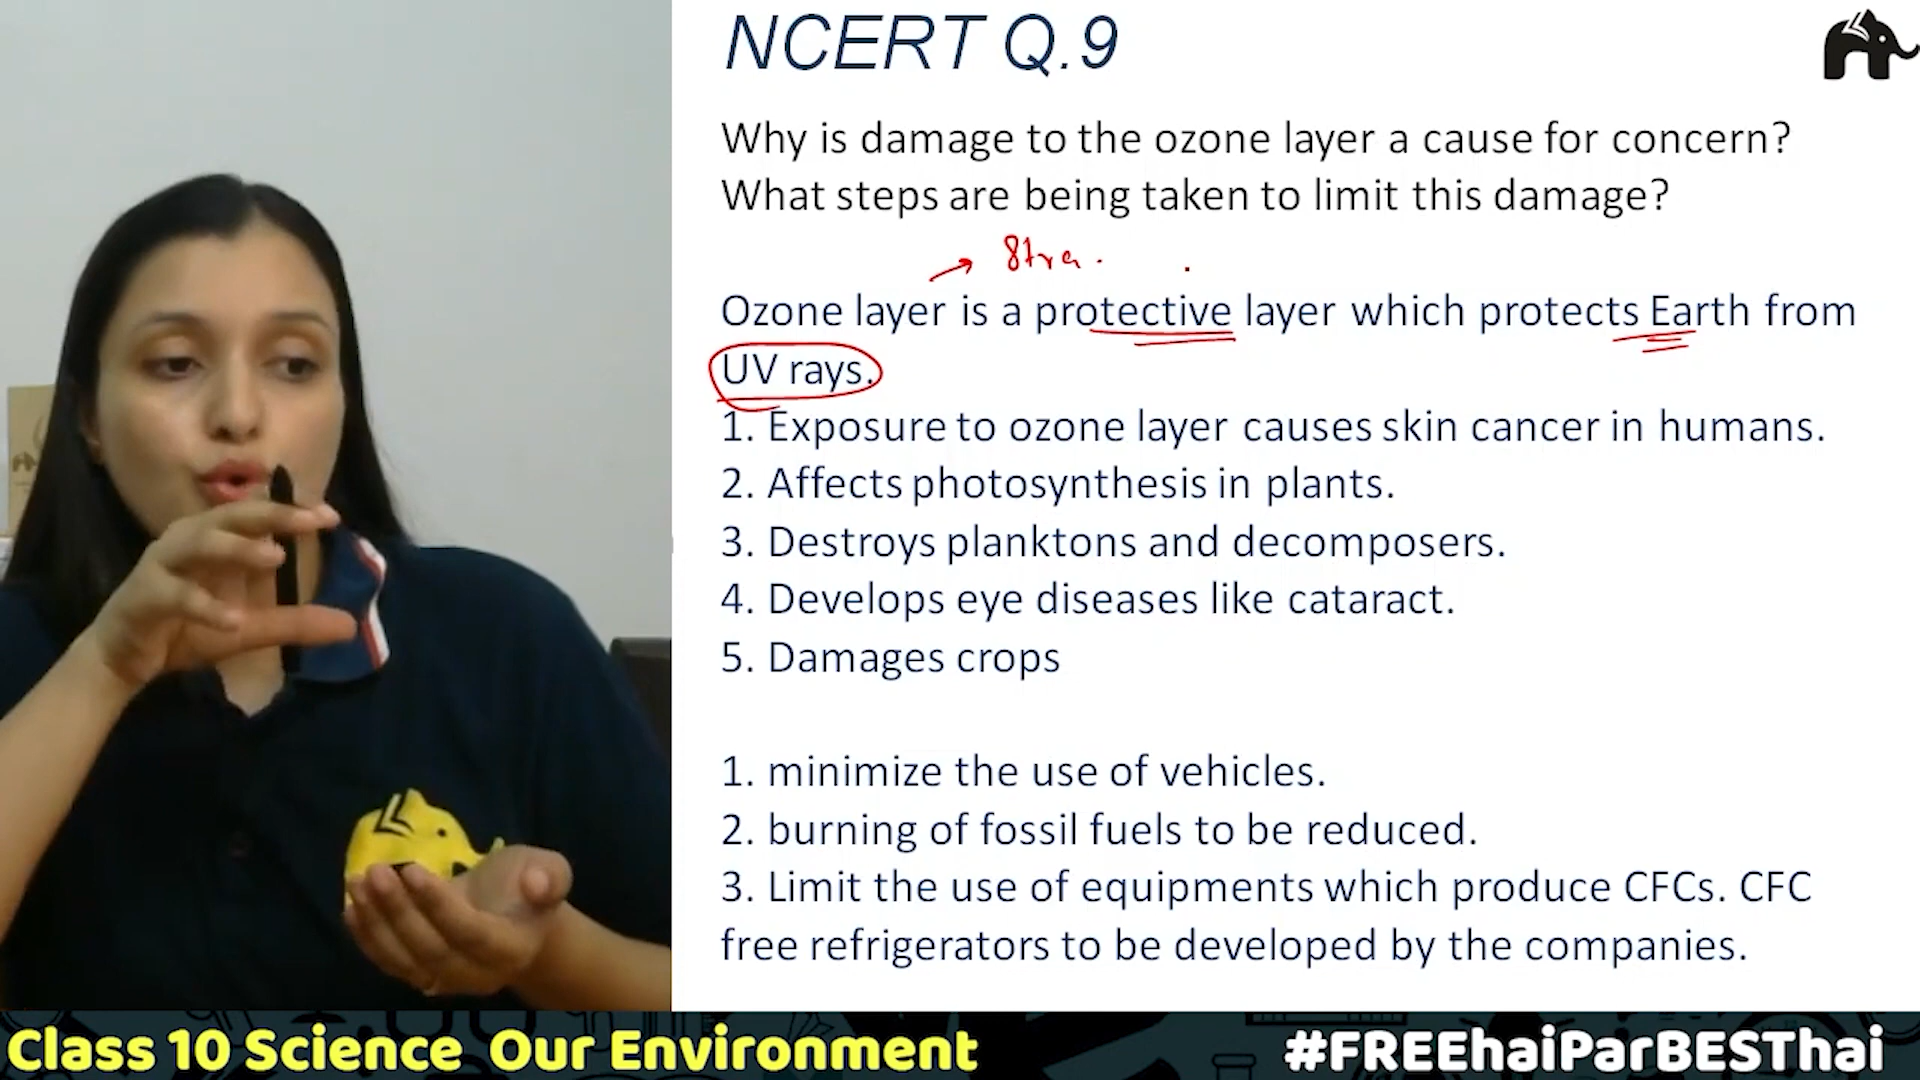 NCERT Q.9
Why is damage to the ozone layer a cause for concern?
What steps are being taken to limit this damage?
Stra.
Ozone layer is a protective layer which protects Earth from
UV rays.
1. Exposure to ozone layer causes skin cancer in humans.
2. Affects photosynthesis in plants.
3. Destroys planktons and decomposers.
4. Develops eye diseases like cataract.
5. Damages crops
1. minimize the use of vehicles.
2. burning of fossil fuels to be reduced.
3. Limit the use of equipments which produce CFCs. CFC
free refrigerators to be developed by the companies.
Class 10 Science Our Environment
#FREEhaiParBESThai